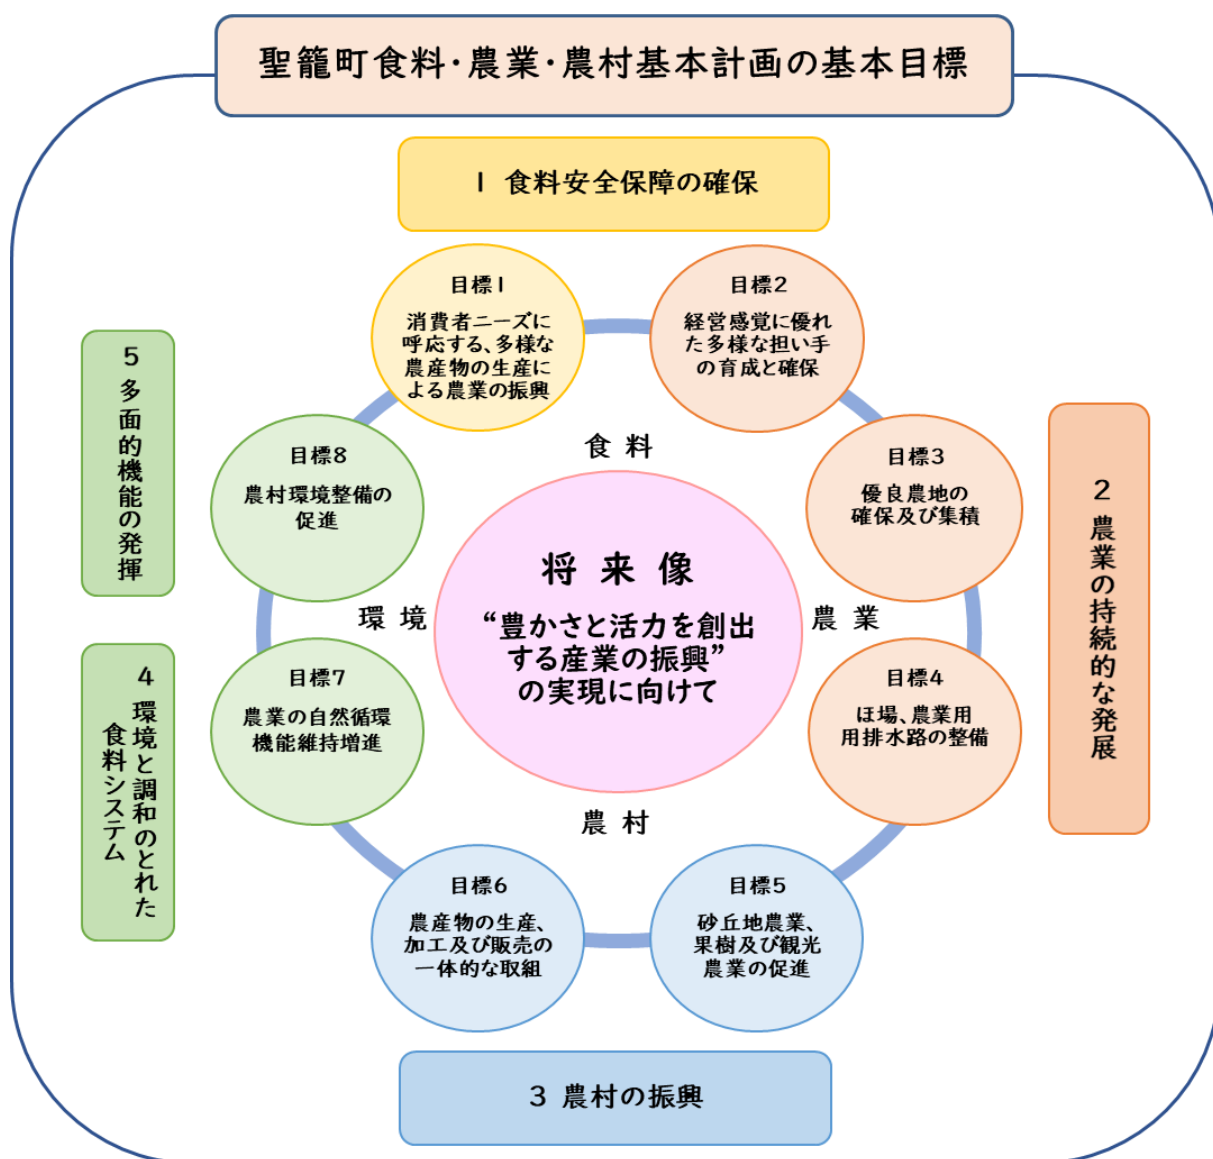 聖籠町食料・農業・農村基本計画の基本目標
1 食料安全保障の確保
目標1
消費者ニーズに
呼応する、多様な
農産物の生産に
よる農業の振興
目標2
経営感覚に優れ
た多様な担い手
の育成と確保
目標3
優良農地の
確保及び集積
2 農業の持続的な発展
目標4
ほ場、農業用
用排水路の整備
目標5
砂丘地農業、
果樹及び観光
農業の促進
3 農村の振興
目標6
農産物の生産、
加工及び販売の
一体的な取組
目標7
農業の自然循環
機能維持増進
4 環境と調和のとれた
食料システム
目標8
農村環境整備の
促進
5 多面的機能の発揮
食料
農業
農村
環境
将来像
“豊かさと活力を創出
する産業の振興”
の実現に向けて